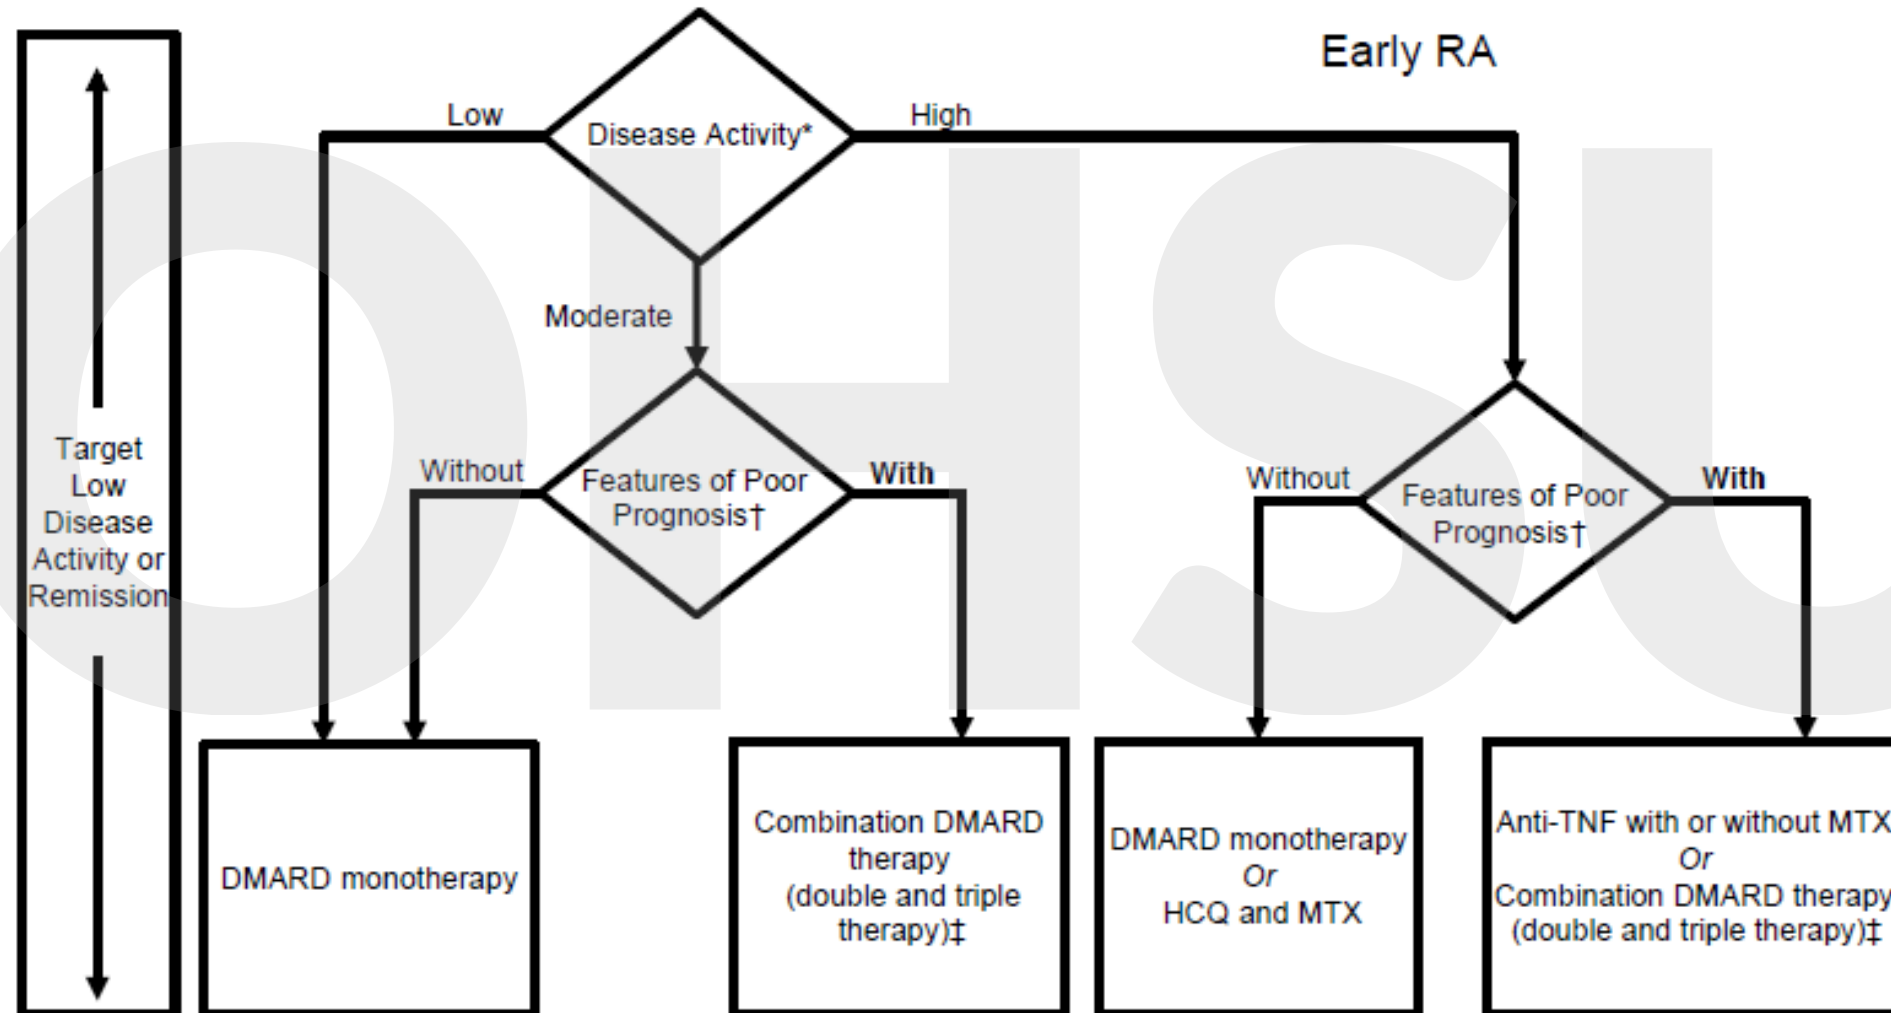 Early RA
Low
Disease Activity*
High
Moderate
Target
Low
Disease
Activity or
Remission
Without
Features of Poor
Prognosis†
With
Without
Features of Poor
Prognosis†
With
DMARD monotherapy
Combination DMARD
therapy
(double and triple
therapy)‡
DMARD monotherapy
Or
HCQ and MTX
Anti-TNF with or without MTX
Or
Combination DMARD therapy
(double and triple therapy)‡
OHSU